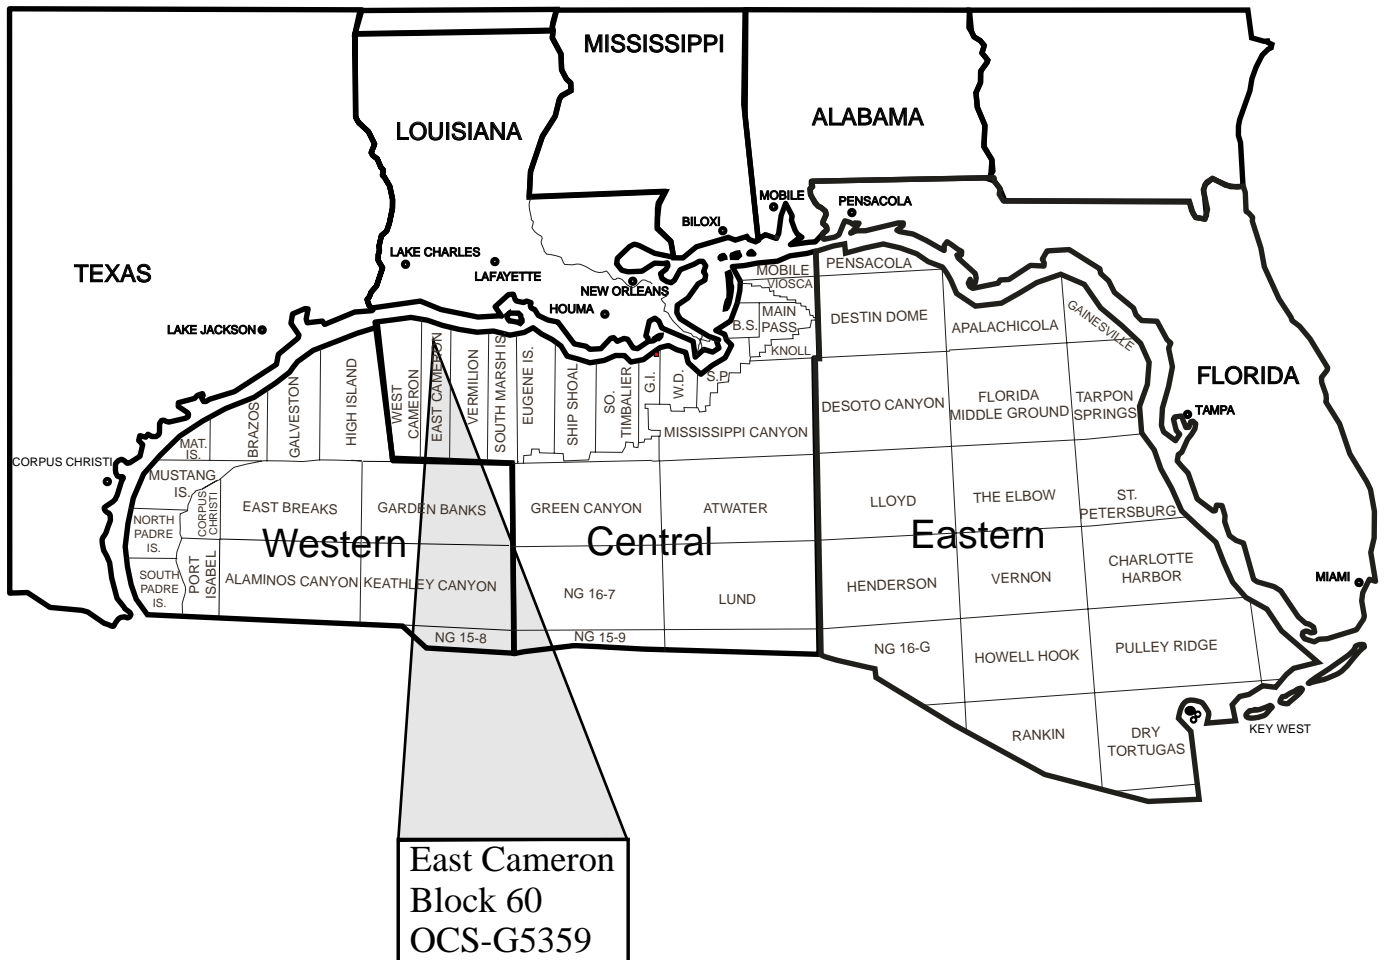 MISSISSIPPI
LOUISIANA
ALABAMA
TEXAS
FLORIDA
MOBILE
PENSACOLA
BILOXI
LAKE CHARLES
LAFAYETTE
NEW ORLEANS
HOUMA
LAKE JACKSON
CORPUS CHRISTI
TAMPA
MIAMI
KEY WEST
MOBILE
VIOSCA
PENSACOLA
MAIN
PASS
B.S.
KNOLL
DESTIN DOME
APALACHICOLA
GAINESVILLE
WEST
CAMERON
EAST CAMERON
VERMILION
SOUTH MARSH IS.
EUGENE IS.
SHIP SHOAL
SO.
TIMBALIER
G.I.
W.D.
S.P.
HIGH ISLAND
GALVESTON
BRAZOS
MAT.
IS.
MUSTANG
IS.
CORPUS
CHRISTI
NORTH
PADRE
IS.
SOUTH
PADRE
IS.
PORT
ISABEL
MISSISSIPPI CANYON
DESOTO CANYON
FLORIDA
MIDDLE GROUND
TARPON
SPRINGS
EAST BREAKS
GARDEN BANKS
GREEN CANYON
ATWATER
LLOYD
THE ELBOW
ST.
PETERSBURG
Western
Central
Eastern
ALAMINOS CANYON
KEATHLEY CANYON
NG 16-7
LUND
HENDERSON
VERNON
CHARLOTTE
HARBOR
NG 15-8
NG 15-9
NG 16-G
HOWELL HOOK
PULLEY RIDGE
RANKIN
DRY
TORTUGAS
East Cameron
Block 60
OCS-G5359